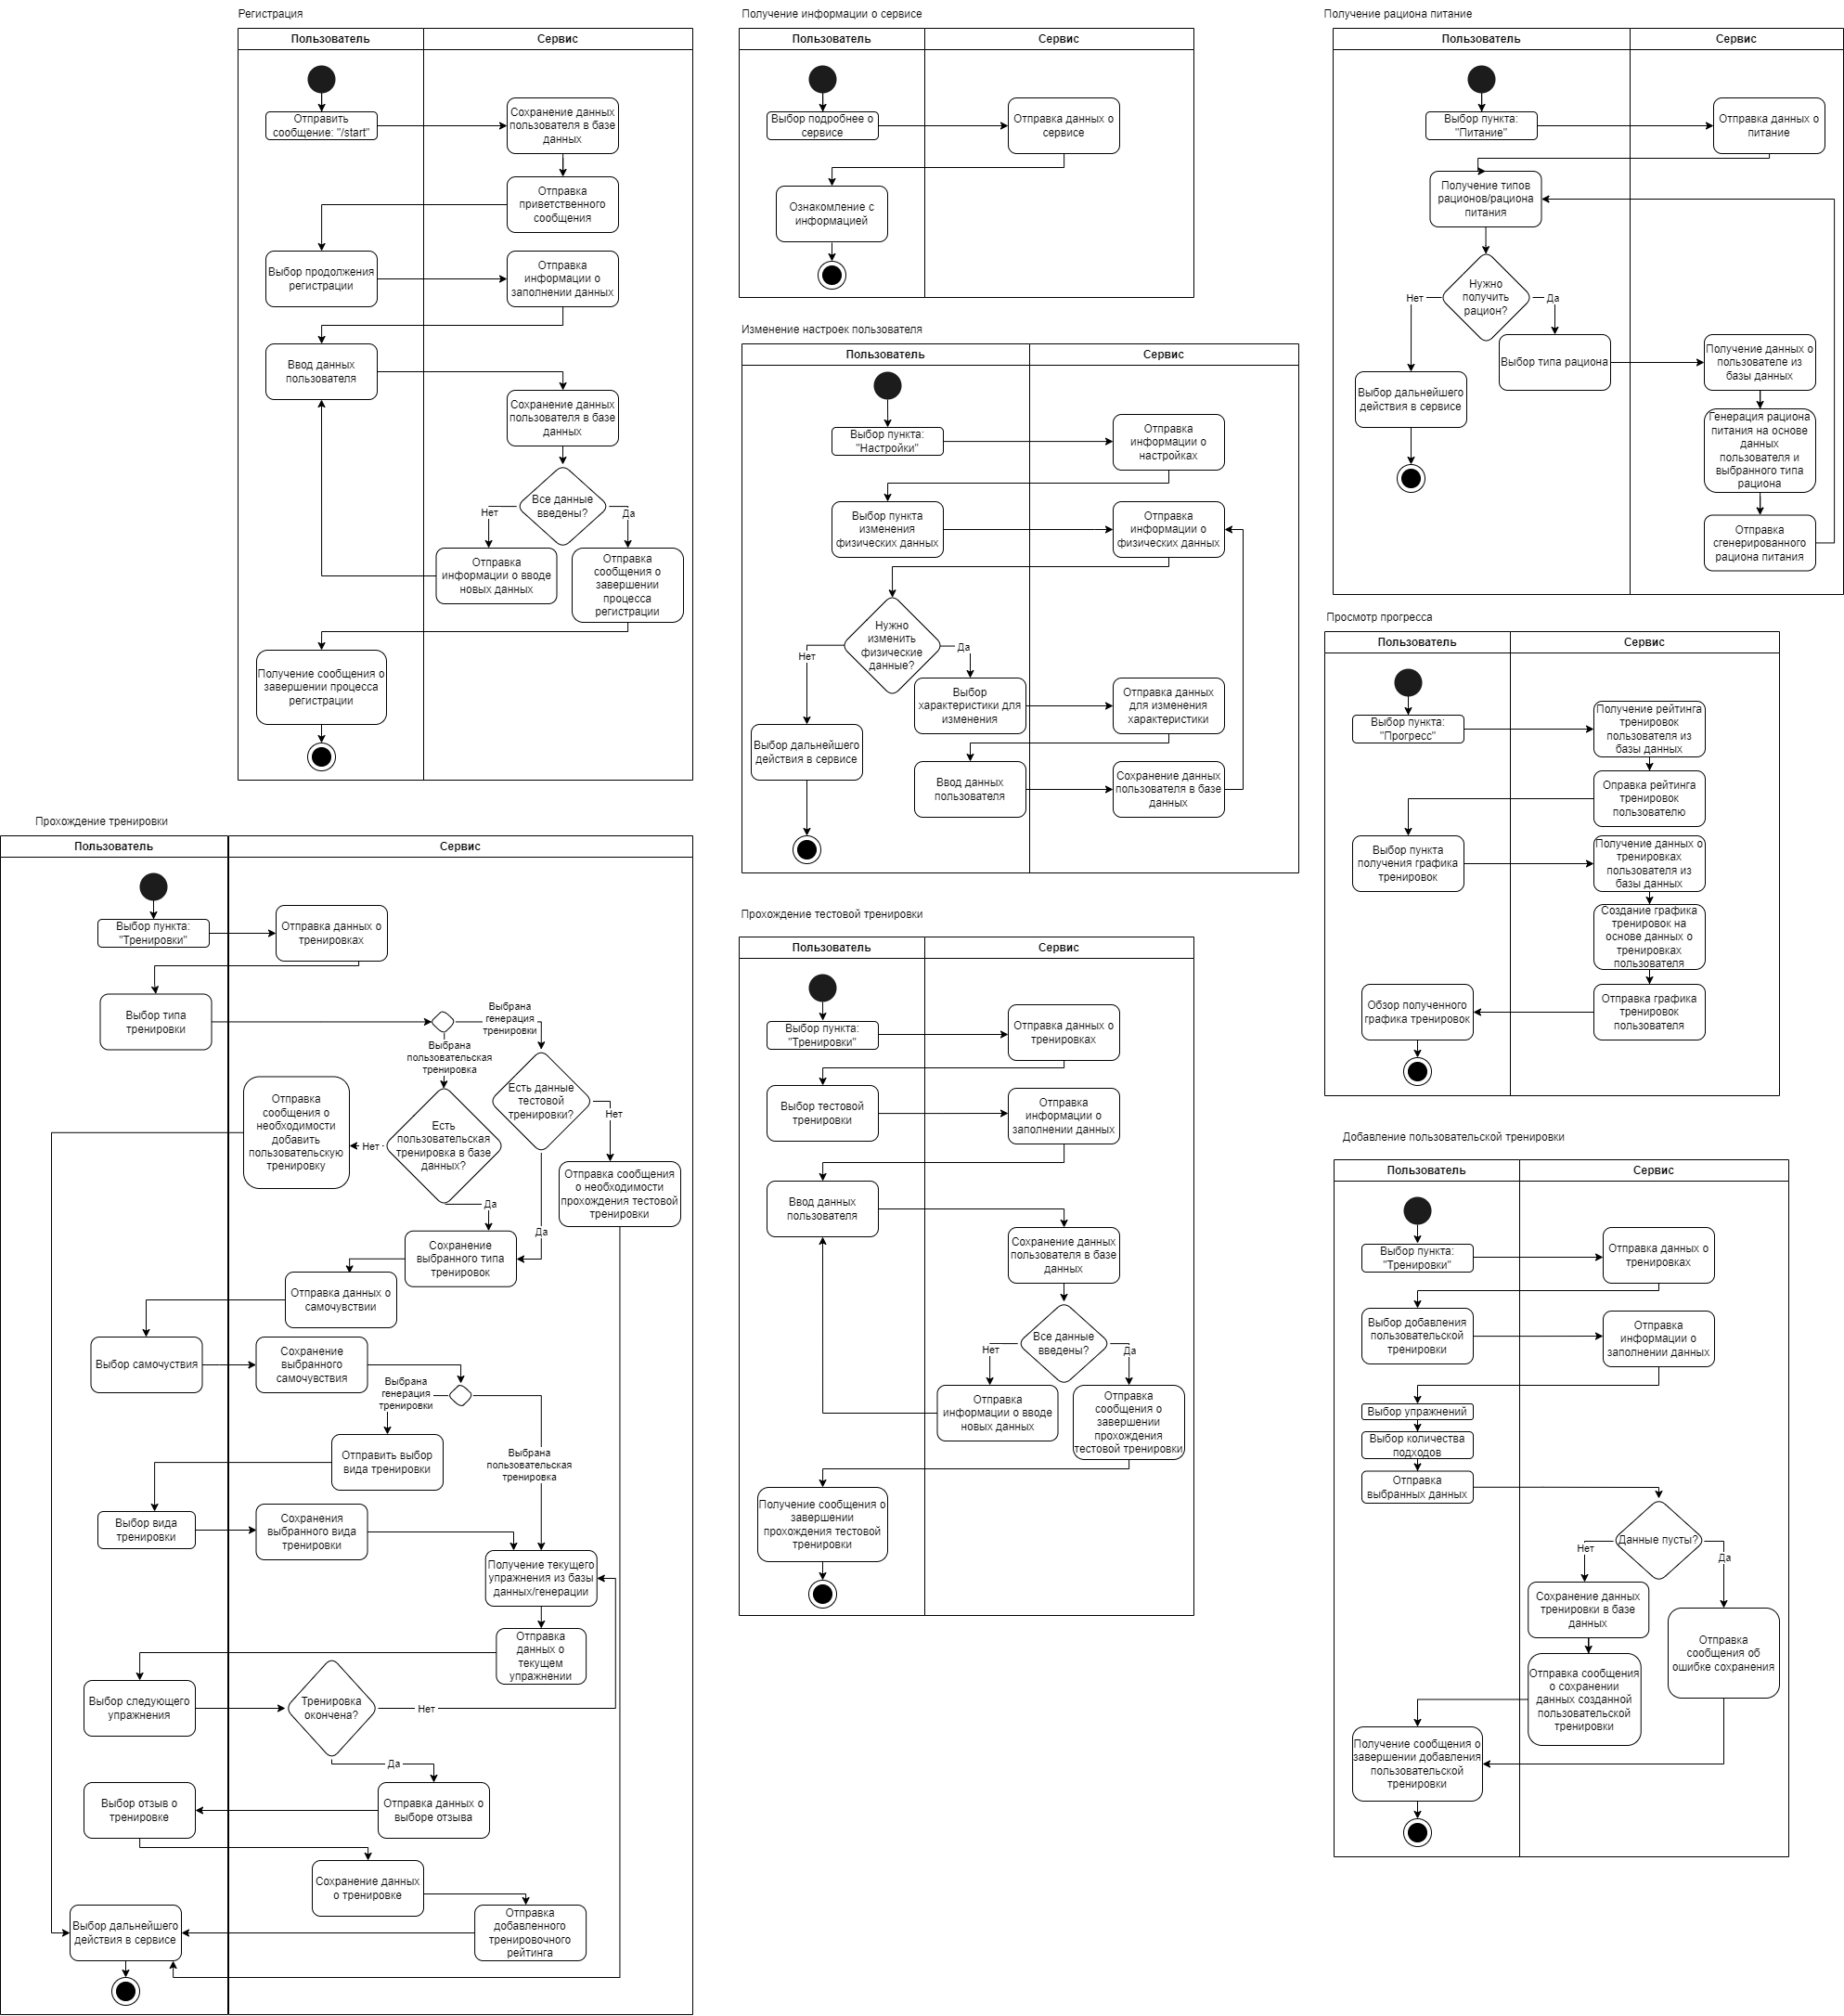 Регистрация
Пользователь
Сервис
Отправить
сообщение: "/start"
Сохранение данных
пользователя в базе
данных
Отправка
приветственного
сообщения
Выбор продолжения
регистрации
Отправка
информации о
заполнении данных
Ввод данных
пользователя
Сохранение данных
пользователя в базе
данных
Все данные
введены?
Нет
Да
Отправка
информации о вводе
новых данных
Отправка
сообщения о
завершении
процесса
регистрации
Получение сообщения о
завершении процесса
регистрации
Получение информации о сервисе
Пользователь
Сервис
Выбор подробнее о
сервисе
Отправка данных о
сервисе
Ознакомление с
информацией
Получение рациона питание
Пользователь
Сервис
Выбор пункта:
"Питание"
Отправка данных о
питание
Получение типов
рационов/рациона
питания
Нужно
получить
рацион?
Нет
Да
Выбор типа рациона
Получение данных о
пользователе из
базы данных
Выбор дальнейшего
действия в сервисе
Генерация рациона
питания на основе
данных
пользователя и
выбранного типа
рациона
Отправка
сгенерированного
рациона питания
Изменение настроек пользователя
Пользователь
Сервис
Выбор пункта:
"Настройки"
Отправка
информации о
настройках
Выбор пункта
изменения
физических данных
Отправка
информации о
физических данных
Нужно
изменить
физические
данные?
Нет
Да
Выбор
характеристики для
изменения
Отправка данных
для изменения
характеристики
Выбор дальнейшего
действия в сервисе
Ввод данных
пользователя
Сохранение данных
пользователя в базе
данных
Просмотр прогресса
Пользователь
Сервис
Выбор пункта:
"Прогресс"
Получение рейтинга
тренировок
пользователя из
базы данных
Оправка рейтинга
тренировок
пользователю
Выбор пункта
получения графика
тренировок
Получение данных о
тренировках
пользователя из
базы данных
Создание графика
тренировок на
основе данных о
тренировках
пользователя
Отправка графика
тренировок
пользователя
Обзор полученного
графика тренировок
Прохождение тренировки
Пользователь
Сервис
Выбор пункта:
"Тренировки"
Отправка данных о
тренировках
Выбор типа
тренировки
Выбрана
генерация
тренировки
Выбрана
пользовательская
тренировка
Есть данные
тестовой
тренировки?
Нет
Отправка
сообщения о
необходимости
добавить
пользовательскую
тренировку
Нет
Есть
пользовательская
тренировка в базе
данных?
Отправка сообщения
о необходимости
прохождения тестовой
тренировки
Да
Да
Сохранение
выбранного типа
тренировок
Отправка данных о
самочувствии
Выбор самочуствия
Сохранение
выбранного
самочувствия
Выбрана
генерация
тренировки
Отправить выбор
вида тренировки
Выбрана
пользовательская
тренировка
Выбор вида
тренировки
Сохранения
выбранного вида
тренировки
Получение текущего
упражнения из базы
данных/генерации
Отправка
данных о
текущем
упражнении
Выбор следующего
упражнения
Тренировка
окончена?
Нет
Да
Выбор отзыв о
тренировке
Отправка данных о
выборе отзыва
Сохранение данных
о тренировке
Выбор дальнейшего
действия в сервисе
Отправка
добавленного
тренировочного
рейтинга
Прохождение тестовой тренировки
Пользователь
Сервис
Выбор пункта:
"Тренировки"
Отправка данных о
тренировках
Выбор тестовой
тренировки
Отправка
информации о
заполнении данных
Ввод данных
пользователя
Сохранение данных
пользователя в базе
данных
Все данные
введены?
Нет
Да
Отправка
информации о вводе
новых данных
Отправка
сообщения о
завершении
прохождения
тестовой тренировки
Получение сообщения о
завершении
прохождения тестовой
тренировки
Добавление пользовательской тренировки
Пользователь
Сервис
Выбор пункта:
"Тренировки"
Отправка данных о
тренировках
Выбор добавления
пользовательской
тренировки
Отправка
информации о
заполнении данных
Выбор упражнений
Выбор количества
подходов
Отправка
выбранных данных
Данные пусты?
Нет
Да
Сохранение данных
тренировки в базе
данных
Отправка
сообщения об
ошибке сохранения
Отправка сообщения
о сохранении
данных созданной
пользовательской
тренировки
Получение сообщения о
завершении добавления
пользовательской
тренировки